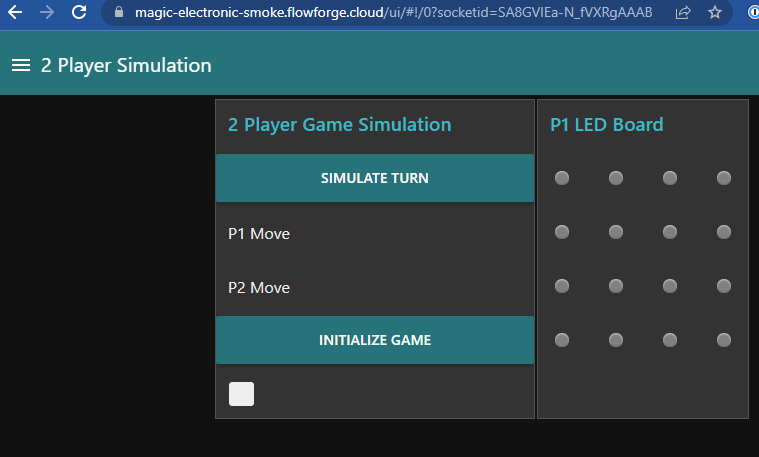 magic-electronic-smoke.flowforge.cloud/ui/#!/0?socketid=SA8GVIEa-N_fVXRgAAAB
2 Player Simulation
2 Player Game Simulation
SIMULATE TURN
P1 Move
P2 Move
INITIALIZE GAME
P1 LED Board